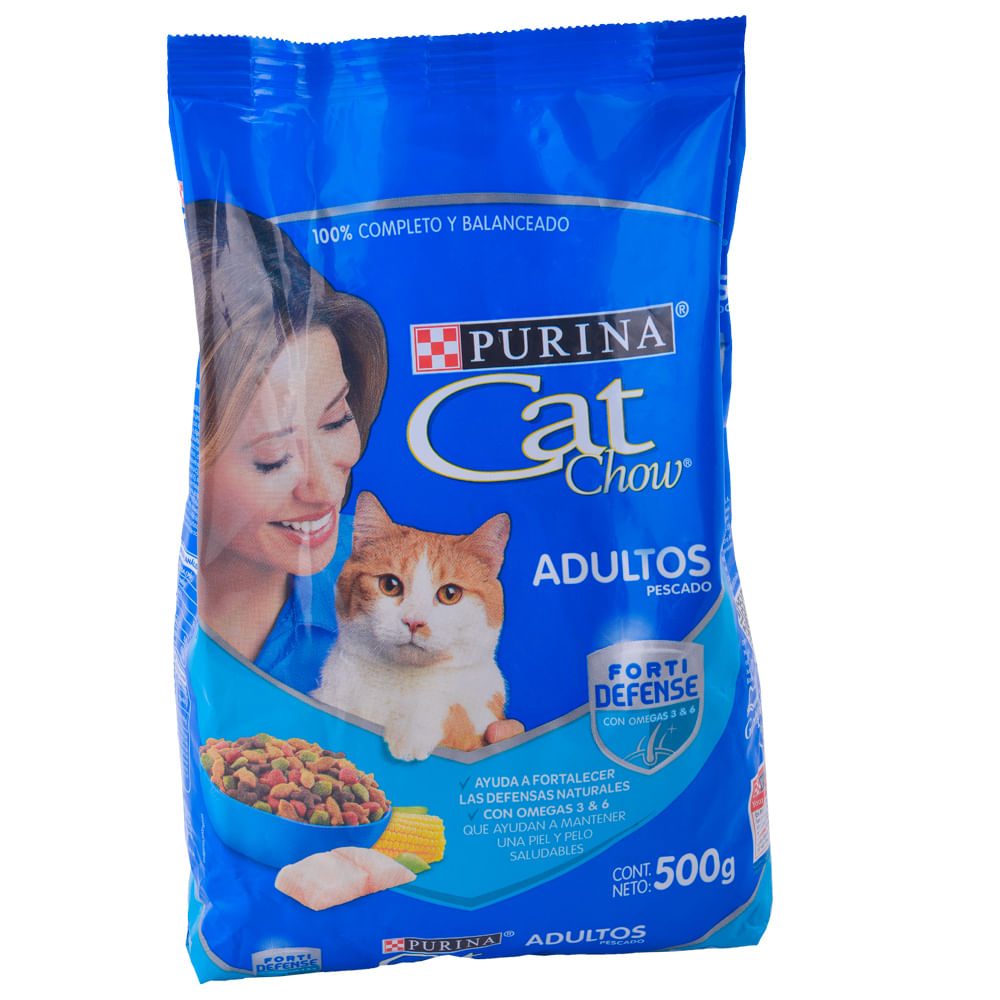 100% COMPLETO Y BALANCEADO
PURINA®
Cat
Chow®
ADULTOS
PESCADO
FORTI
DEFENSE
CON OMEGAS 3 & 6
✓ AYUDA A FORTALECER
LAS DEFENSAS NATURALES
✓ CON OMEGAS 3 & 6
QUE AYUDAN A MANTENER
UNA PIEL Y PELO
SALUDABLES
CONT.
NETO: 500g
PURINA® ADULTOS
PESCADO
FORTI
DEFENSE